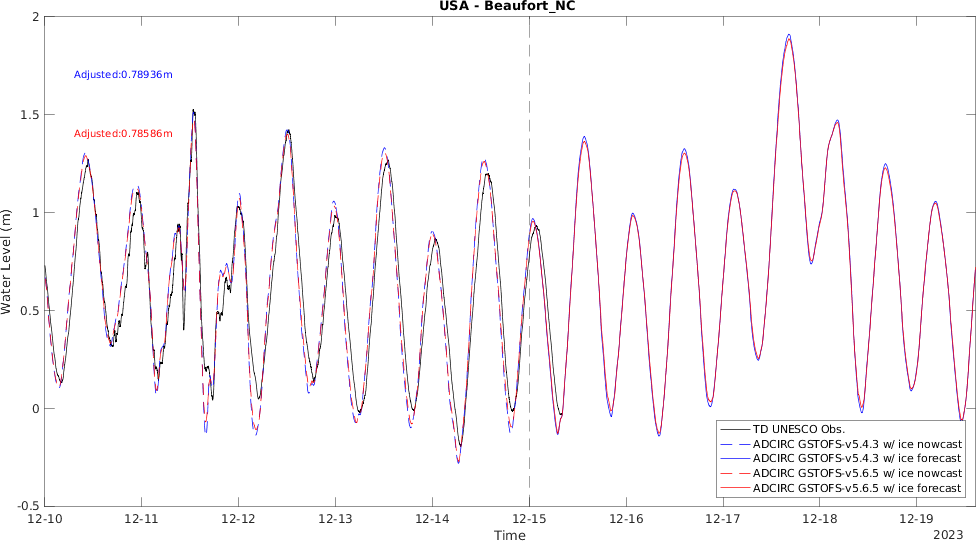 USA - Beaufort_NC
2
1.5
1
0.5
0
-0.5
Water Level (m)
Adjusted:0.78936m
Adjusted:0.78586m
TD UNESCO Obs.
ADCIRC GSTOFS-v5.4.3 w/ ice nowcast
ADCIRC GSTOFS-v5.4.3 w/ ice forecast
ADCIRC GSTOFS-v5.6.5 w/ ice nowcast
ADCIRC GSTOFS-v5.6.5 w/ ice forecast
12-10 12-11 12-12 12-13 12-14 12-15 12-16 12-17 12-18 12-19
Time
2023